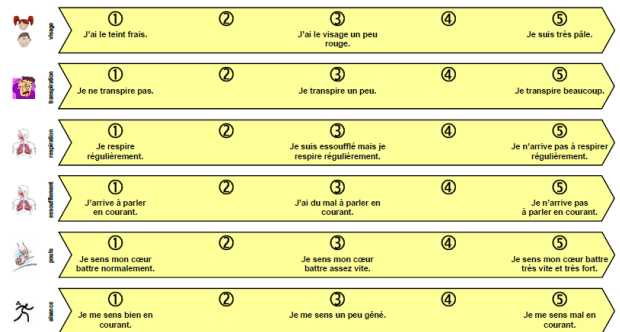 visage
① ② ③ ④ ⑤
J'ai le teint frais. J'ai le visage un peu Je suis très pâle.
rouge.
transpiration
① ② ③ ④ ⑤
Je ne transpire pas. Je transpire un peu. Je transpire beaucoup.
respiration
① ② ③ ④ ⑤
Je respire Je suis essoufflé mais je Je n'arrive pas à respirer
régulièrement. respire régulièrement. régulièrement.
essoufflement
① ② ③ ④ ⑤
J'arrive à parler J'ai du mal à parler en Je n'arrive pas
en courant. courant. à parler en courant.
pouls
① ② ③ ④ ⑤
Je sens mon cœur Je sens mon cœur Je sens mon cœur battre
battre normalement. battre assez vite. très vite et très fort.
aisance
① ② ③ ④ ⑤
Je me sens bien en Je me sens un peu gêné. Je me sens mal en
courant. courant.